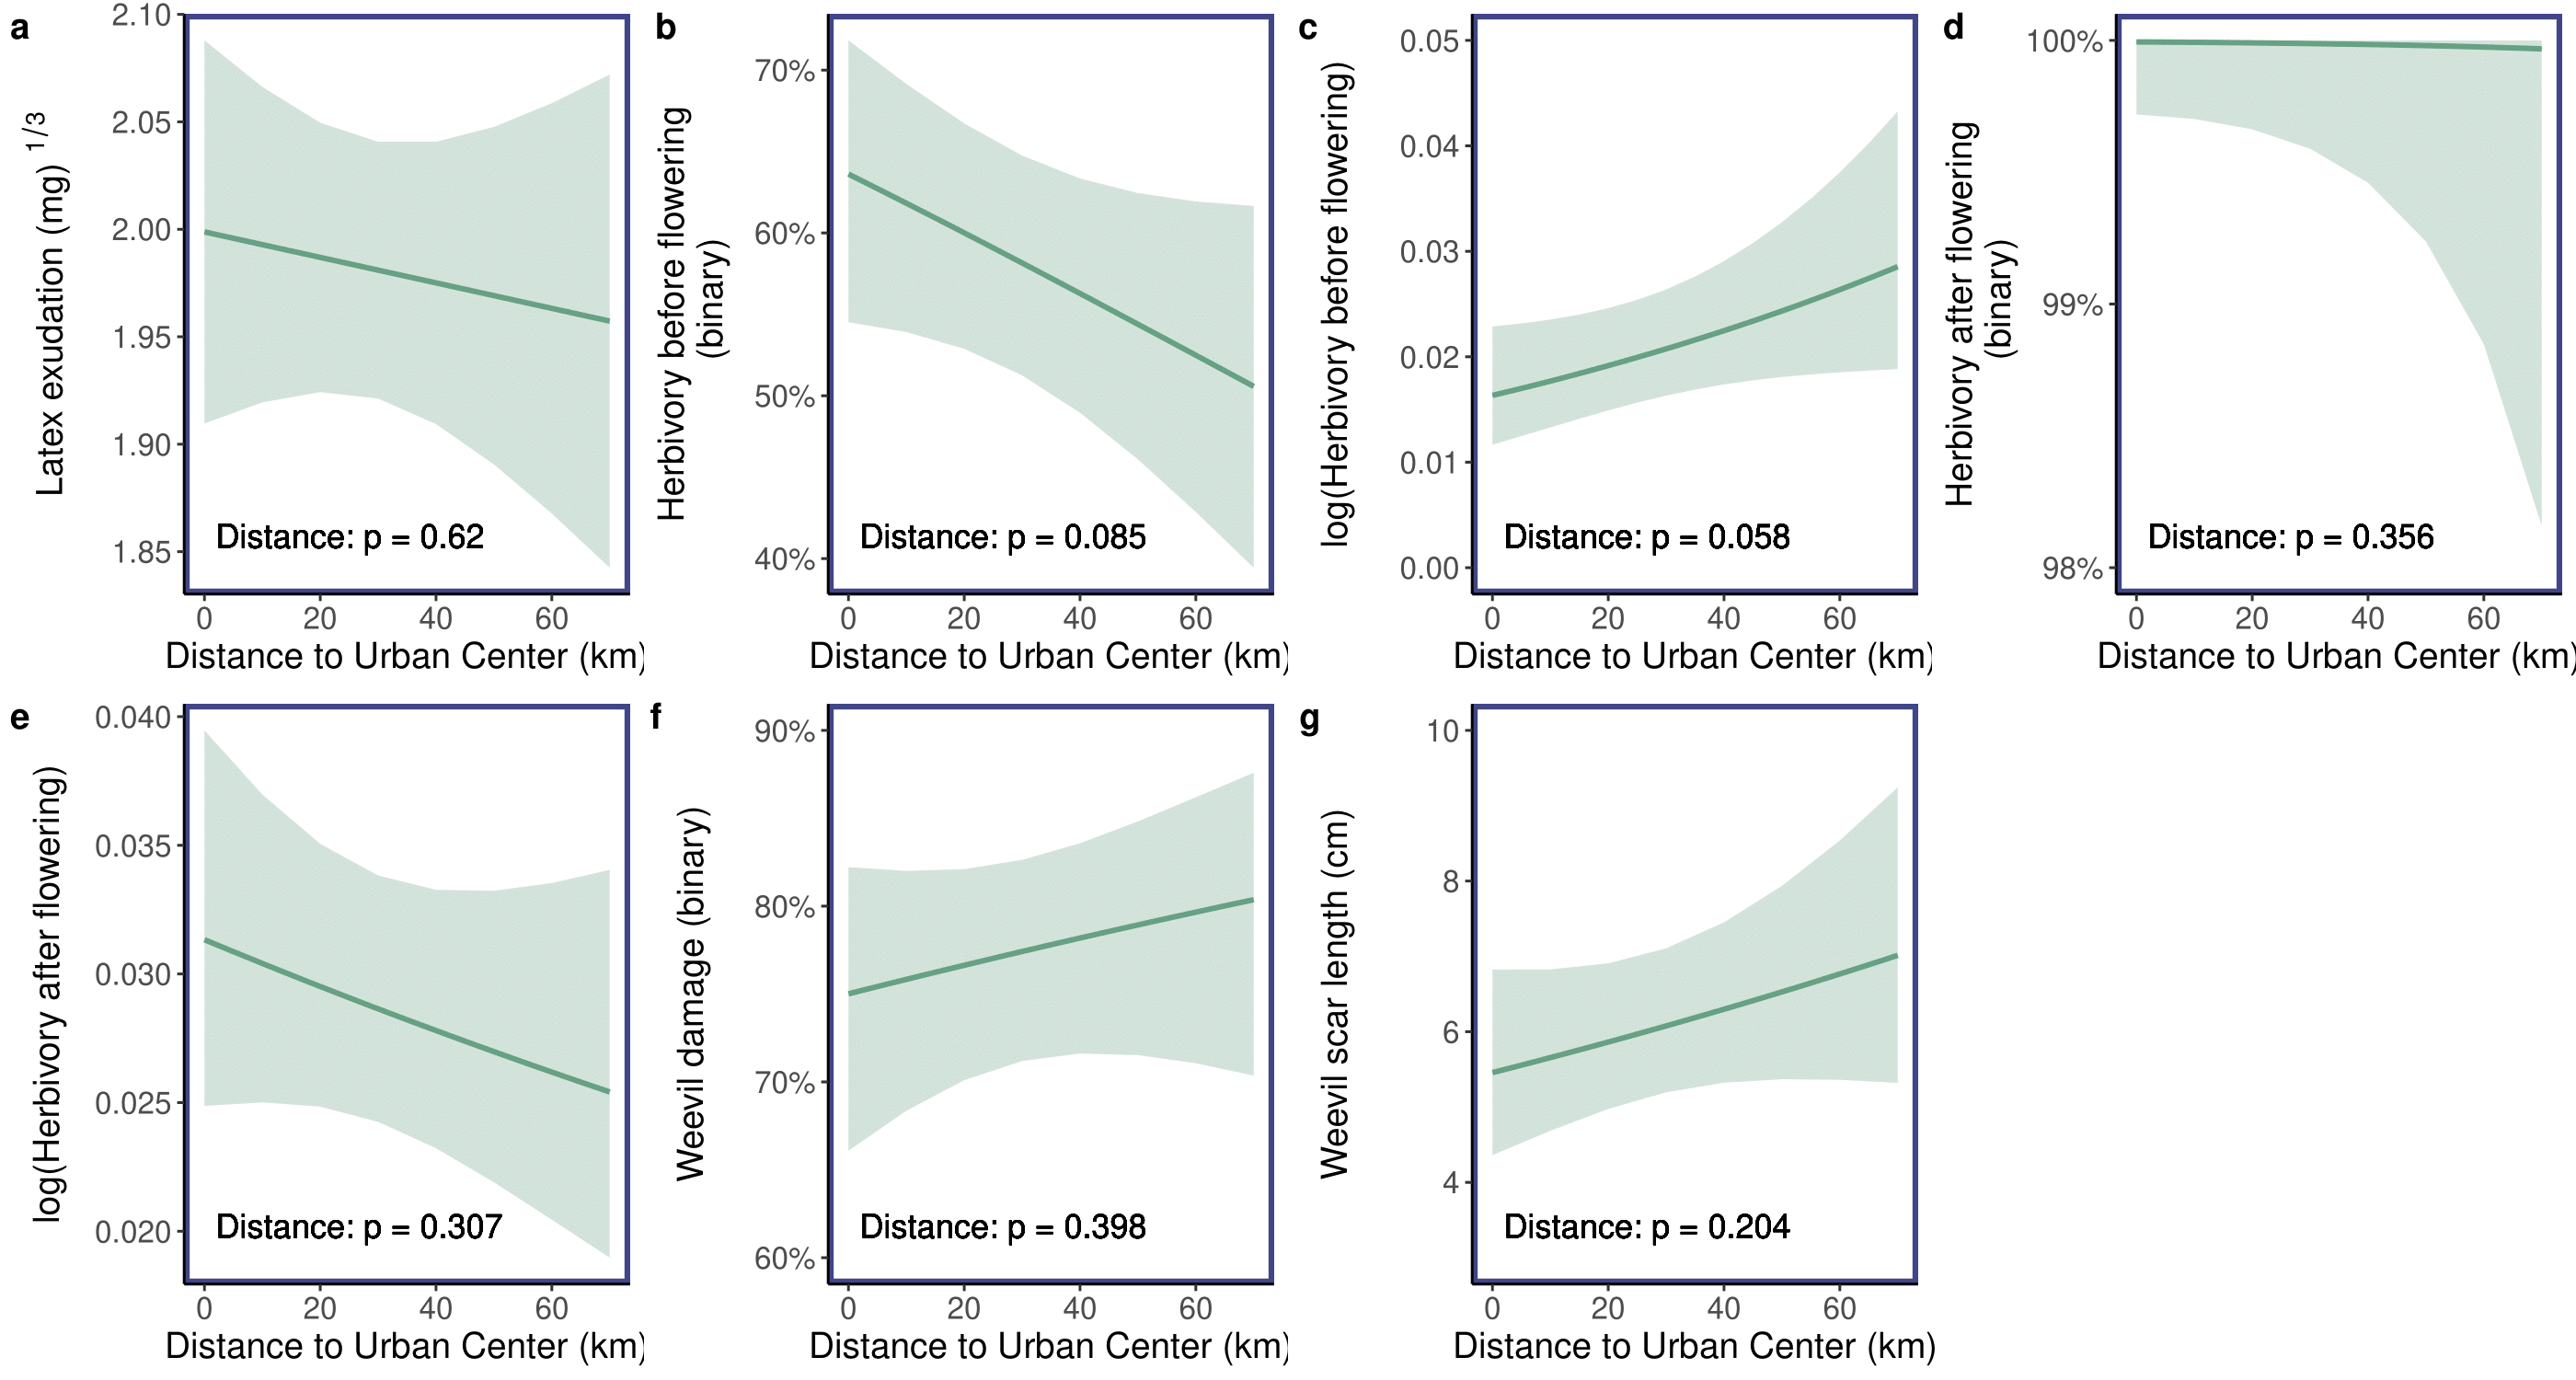 a
Latex exudation (mg) 1/3
2.10
2.05
2.00
1.95
1.90
1.85
Distance: p = 0.62
0 20 40 60
Distance to Urban Center (km)
b
Herbivory before flowering
(binary)
70%
60%
50%
40%
Distance: p = 0.085
0 20 40 60
Distance to Urban Center (km)
c
log(Herbivory before flowering)
0.05
0.04
0.03
0.02
0.01
0.00
Distance: p = 0.058
0 20 40 60
Distance to Urban Center (km)
d
Herbivory after flowering
(binary)
100%
99%
98%
Distance: p = 0.356
0 20 40 60
Distance to Urban Center (km)
e
log(Herbivory after flowering)
0.040
0.035
0.030
0.025
0.020
Distance: p = 0.307
0 20 40 60
Distance to Urban Center (km)
f
Weevil damage (binary)
90%
80%
70%
60%
Distance: p = 0.398
0 20 40 60
Distance to Urban Center (km)
g
Weevil scar length (cm)
10
8
6
4
Distance: p = 0.204
0 20 40 60
Distance to Urban Center (km)